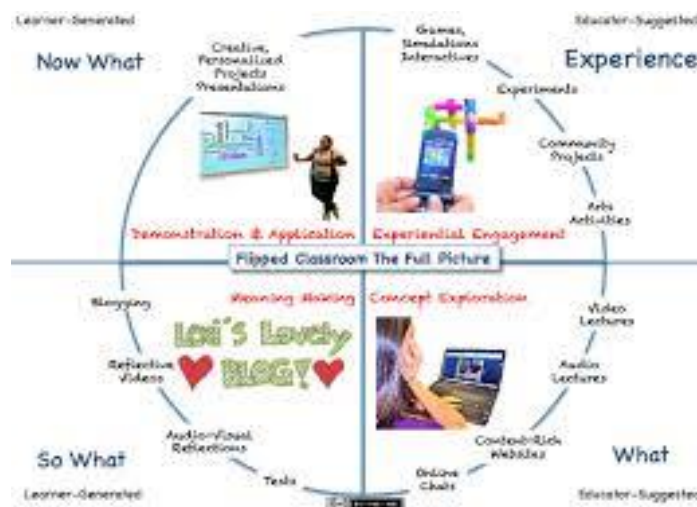 Learner-Generated
Educator-Suggested
Now What
Experience
Creative,
Personalized
Projects
Presentations
Games,
Simulations
Interactives
Experiments
Community
Projects
Arts
Activities
Demonstration & Application
Experiential Engagement
Flipped Classroom The Full Picture
Meaning Making
Concept Exploration
Blogging
Lori's Lovely
BLOG!
Reflective
Videos
Video
Lectures
Audio
Lectures
Audio-Visual
Reflections
Content-Rich
Websites
Tests
Online
Chats
So What
What
Learner-Generated
Educator-Suggested